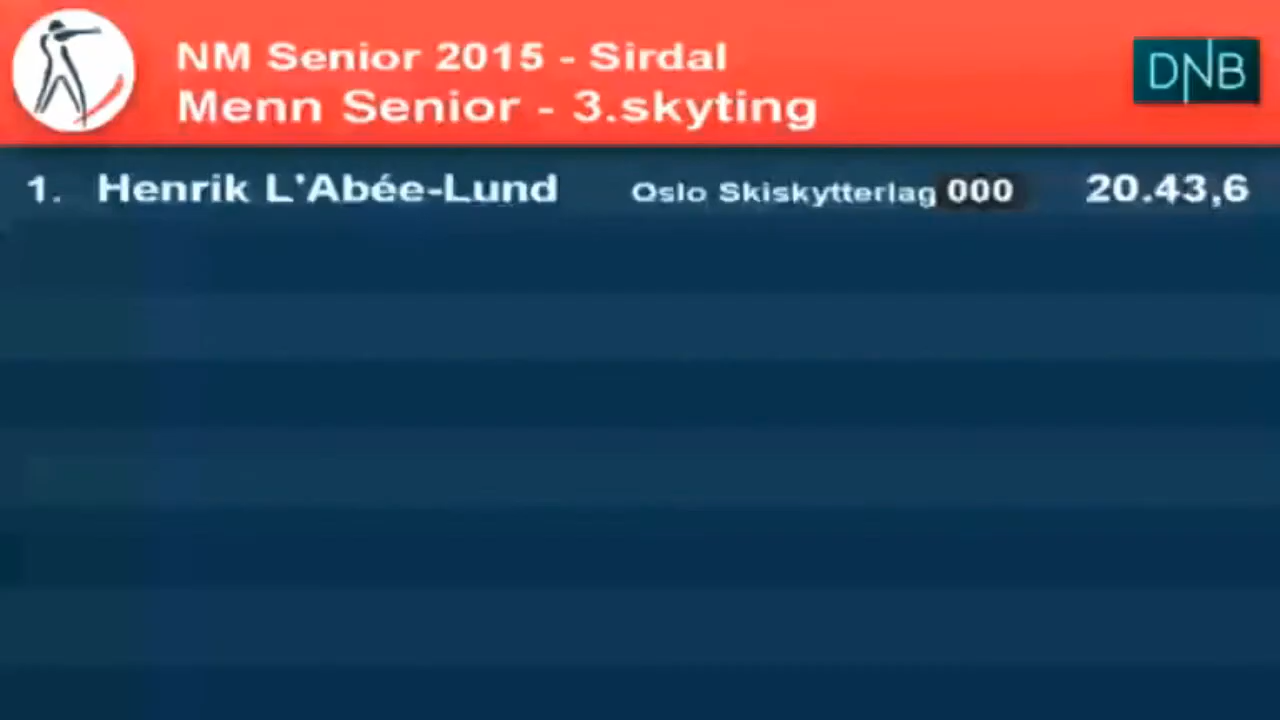 NM Senior 2015 - Sirdal
Menn Senior - 3.skyting
DNB
1. Henrik L'Abée-Lund Oslo Skiskytterlag 000 20.43,6